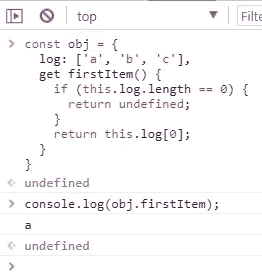 top
Filte
const obj = {
log: ['a', 'b', 'c'],
get firstItem() {
if (this.log.length == 0) {
return undefined;
}
return this.log[0];
}
}
undefined
console.log(obj.firstItem);
a
undefined